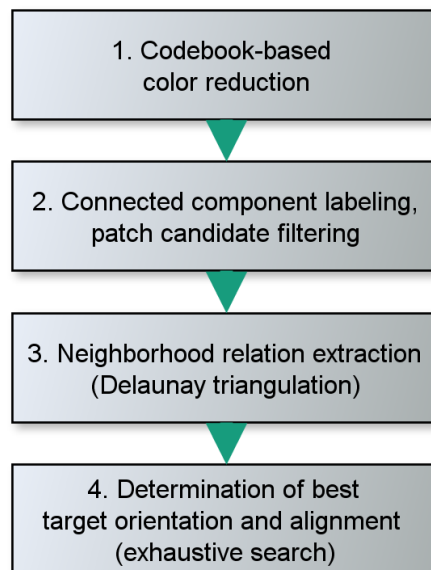 1. Codebook-based
color reduction
2. Connected component labeling,
patch candidate filtering
3. Neighborhood relation extraction
(Delaunay triangulation)
4. Determination of best
target orientation and alignment
(exhaustive search)